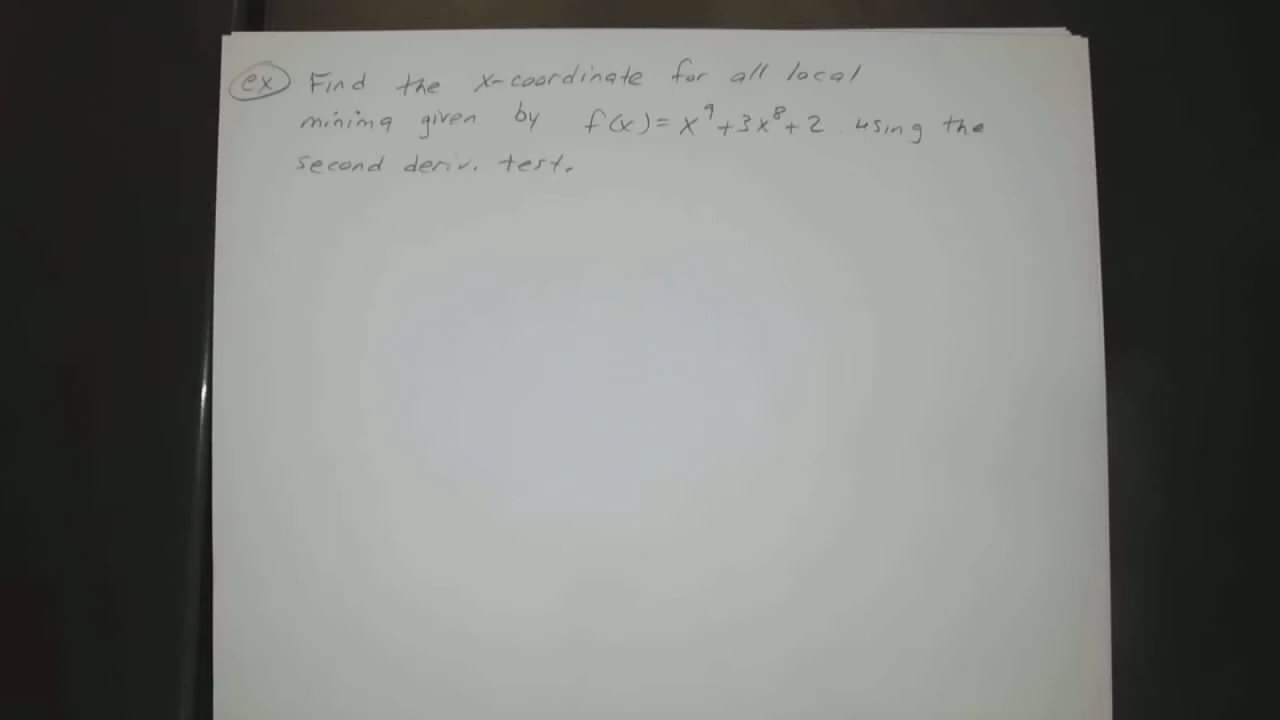 ex Find the x-coordinate for all local
minima given by f(x) = x⁹ + 3x⁸ + 2 using the
second deriv. test.